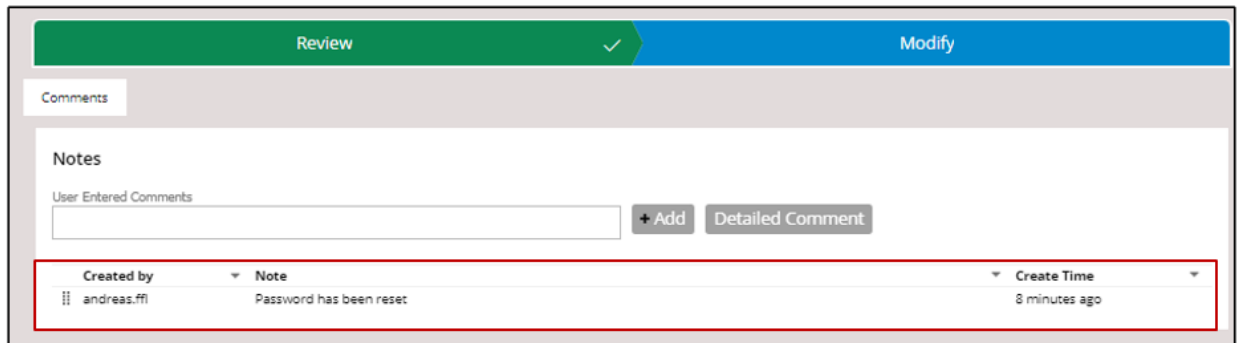 Review Modify
Comments
Notes
User Entered Comments
+ Add Detailed Comment
Created by Note Create Time
andreas.ffl Password has been reset 8 minutes ago